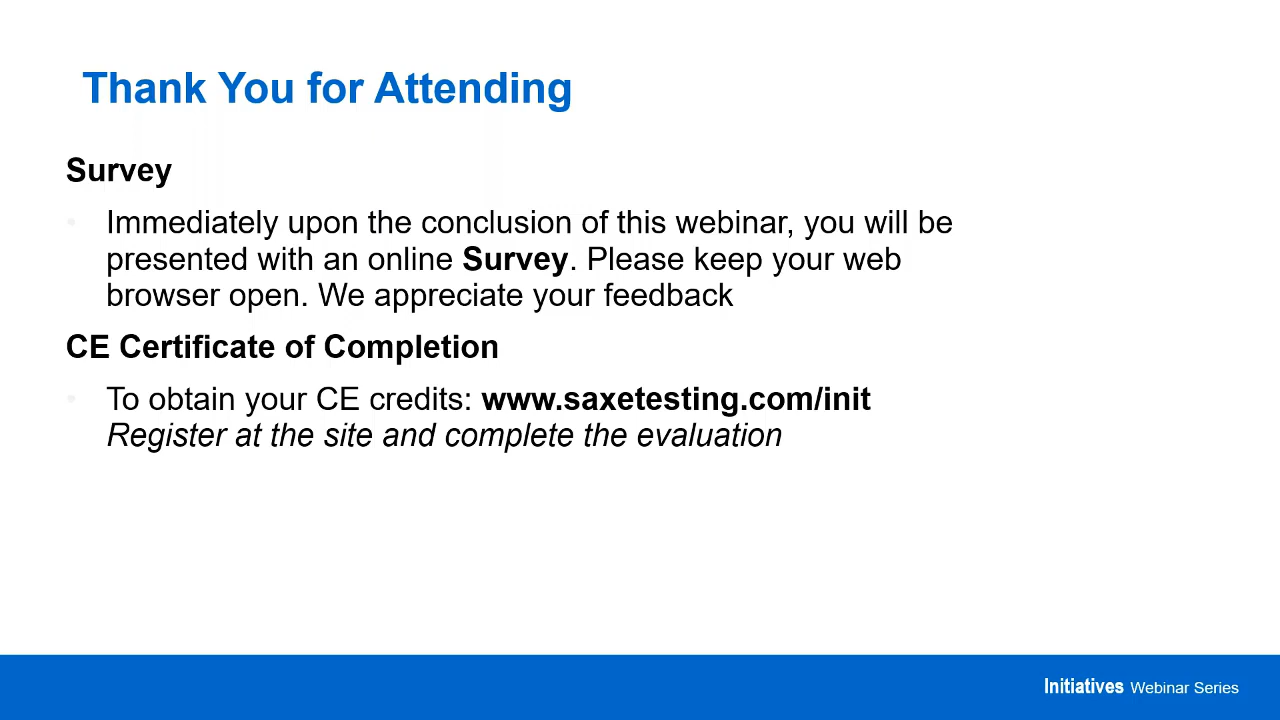 Thank You for Attending
Survey
• Immediately upon the conclusion of this webinar, you will be
presented with an online Survey. Please keep your web
browser open. We appreciate your feedback
CE Certificate of Completion
• To obtain your CE credits: www.saxetesting.com/init
Register at the site and complete the evaluation
Initiatives Webinar Series